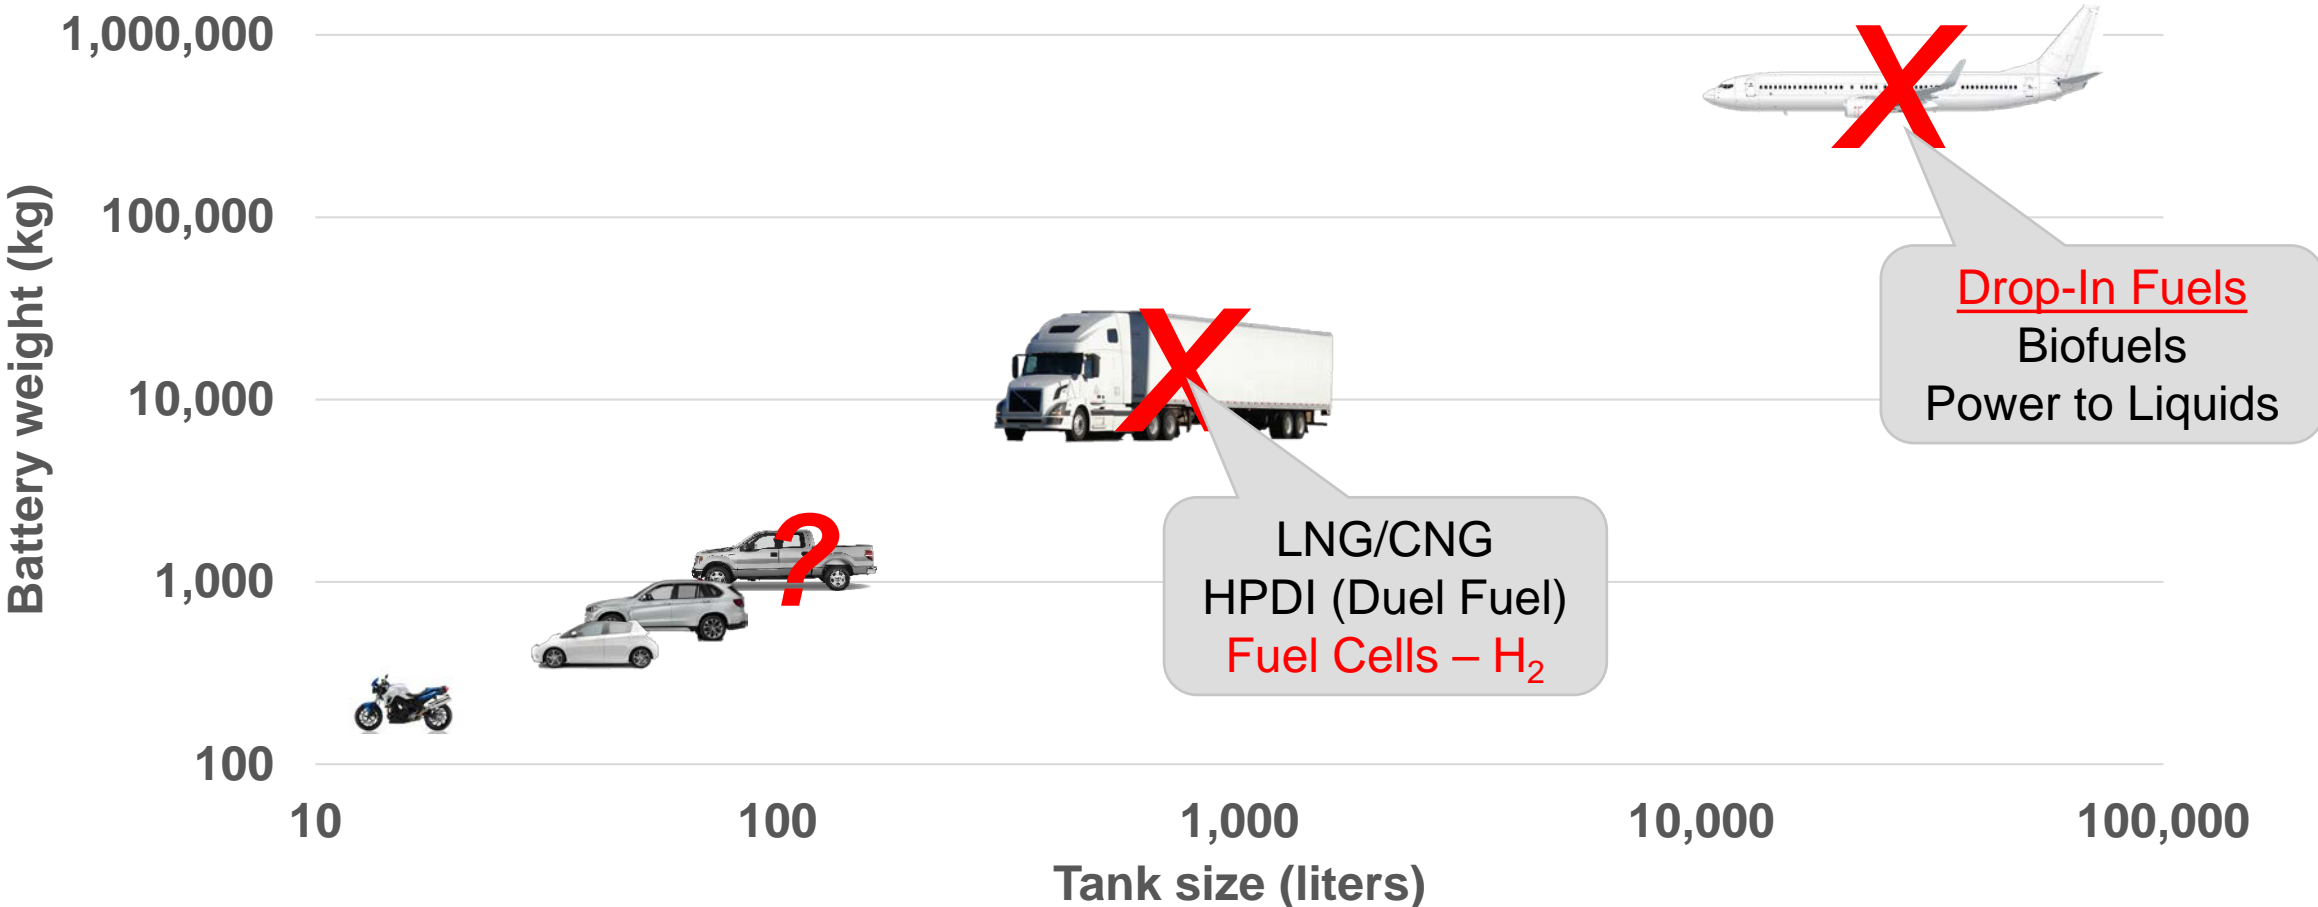 Battery weight (kg)
1,000,000
100,000
10,000
1,000
100
10
100
1,000
10,000
100,000
Tank size (liters)
?
X
X
LNG/CNG
HPDI (Duel Fuel)
Fuel Cells – H₂
Drop-In Fuels
Biofuels
Power to Liquids